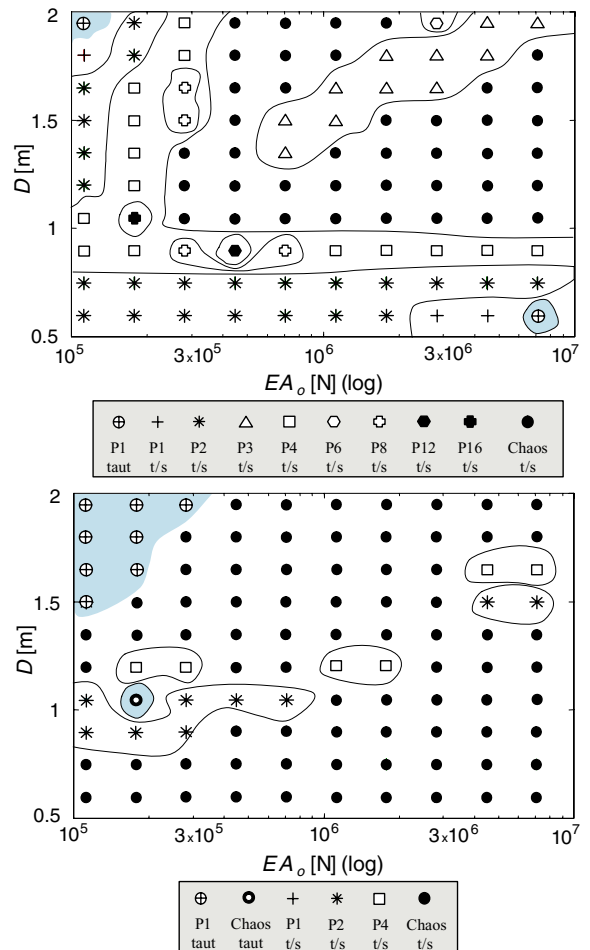 2
1.5
1
0.5
D [m]
10^5 3x10^5 10^6 3x10^6 10^7
EA_o [N] (log)
P1 P1 P2 P3 P4 P6 P8 P12 P16 Chaos
taut t/s t/s t/s t/s t/s t/s t/s t/s t/s
2
1.5
1
0.5
D [m]
10^5 3x10^5 10^6 3x10^6 10^7
EA_o [N] (log)
P1 Chaos P1 P2 P4 Chaos
taut taut t/s t/s t/s t/s